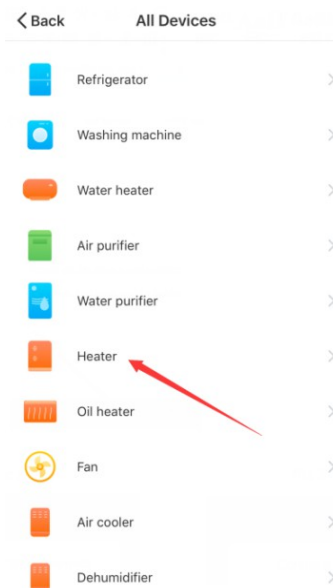 Back
All Devices
Refrigerator
Washing machine
Water heater
Air purifier
Water purifier
Heater
Oil heater
Fan
Air cooler
Dehumidifier